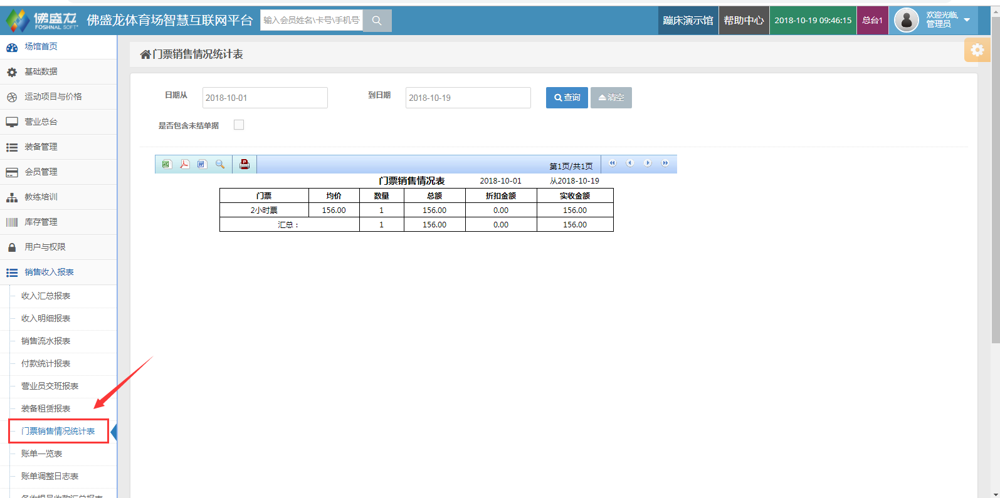 佛盛龙
FOSHNAL SOFT
佛盛龙体育场智慧互联网平台
输入会员姓名\卡号\手机号
蹦床演示馆
帮助中心
2018-10-19 09:46:15
总台1
欢迎光临,
管理员
场馆首页
基础数据
运动项目与价格
营业总台
装备管理
会员管理
教练培训
库存管理
用户与权限
销售收入报表
收入汇总报表
收入明细报表
销售流水报表
付款统计报表
营业员交班报表
装备租赁报表
门票销售情况统计表
账单一览表
账单调整日志表
门票销售情况统计表
日期从 2018-10-01 到日期 2018-10-19 查询 清空
是否包含未结单据
第1页/共1页
门票销售情况表 2018-10-01 从2018-10-19
门票 均价 数量 总额 折扣金额 实收金额
2小时票 156.00 1 156.00 0.00 156.00
汇总： 1 156.00 0.00 156.00